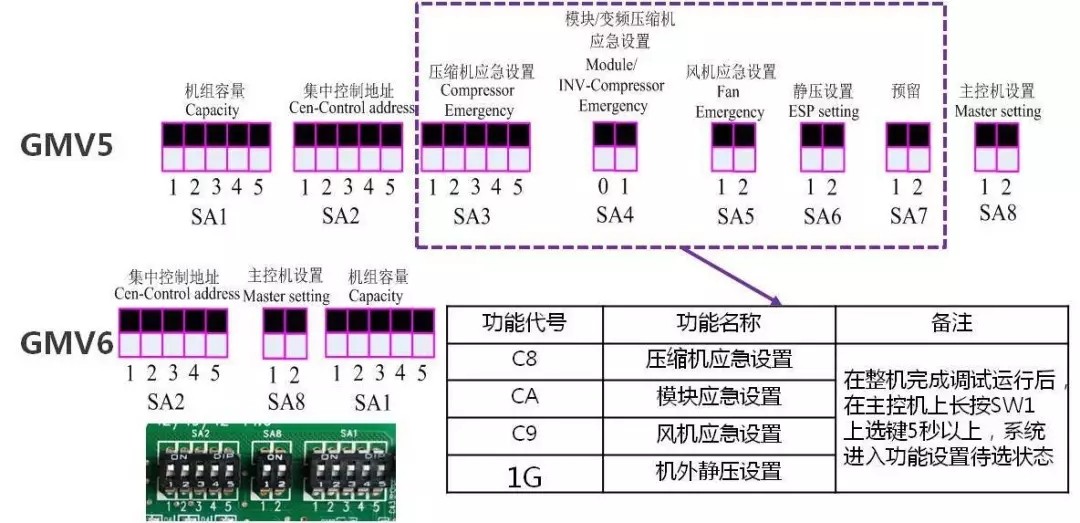 GMV5
机组容量
Capacity
1 2 3 4 5
SA1
集中控制地址
Cen-Control address
1 2 3 4 5
SA2
压缩机应急设置
Compressor
Emergency
1 2 3 4 5
SA3
模块/变频压缩机
应急设置
Module/
INV-Compressor
Emergency
0 1
SA4
风机应急设置
Fan
Emergency
1 2
SA5
静压设置
ESP setting
1 2
SA6
预留
1 2
SA7
主控机设置
Master setting
1 2
SA8
GMV6
集中控制地址
Cen-Control address
1 2 3 4 5
SA2
主控机设置
Master setting
1 2
SA8
机组容量
Capacity
1 2 3 4 5
SA1
功能代号 功能名称 备注
C8 压缩机应急设置
CA 模块应急设置
C9 风机应急设置
1G 机外静压设置
在整机完成调试运行后，
在主控机上长按SW1
上选键5秒以上，系统
进入功能设置待选状态
SA2 SA8 SA1
ON DIP ON ON DIP
1 2 3 4 5 1 2 1 2 3 4 5